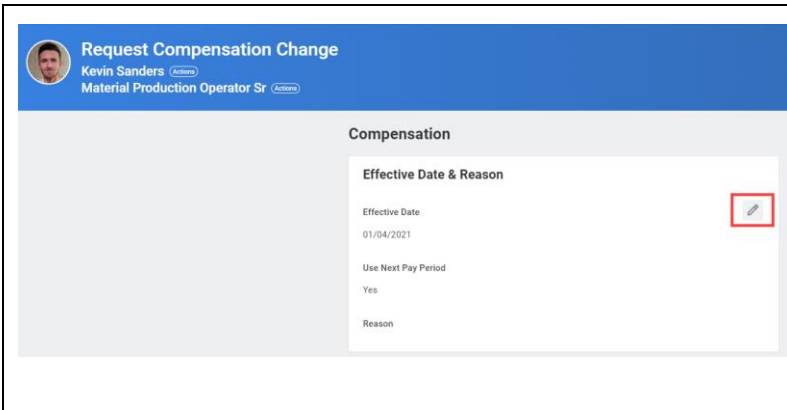 Request Compensation Change
Kevin Sanders Actions
Material Production Operator Sr Actions
Compensation
Effective Date & Reason
Effective Date
01/04/2021
Use Next Pay Period
Yes
Reason